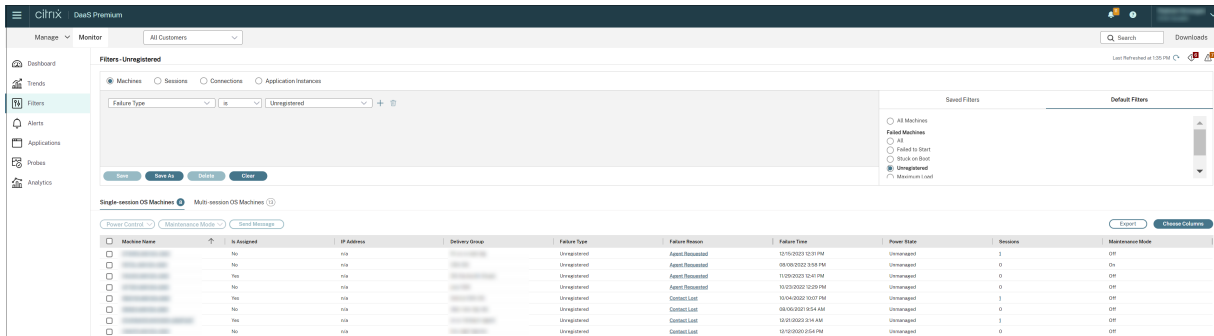 citrix | DaaS Premium
Manage Monitor All Customers Search Downloads
Dashboard
Trends
Filters
Alerts
Applications
Probes
Analytics
Filters - Unregistered
Last Refreshed at 1:35 PM
Machines Sessions Connections Application Instances
Failure Type is Unregistered
Save Save As Delete Clear
Saved Filters Default Filters
All Machines
Failed Machines
All
Failed to Start
Stuck on Boot
Unregistered
Maximum Load
Single-session OS Machines 8 Multi-session OS Machines 13
Power Control Maintenance Mode Send Message Export Choose Columns
Machine Name Is Assigned IP Address Delivery Group Failure Type Failure Reason Failure Time Power State Sessions Maintenance Mode
No n/a Unregistered Agent Requested 12/15/2023 12:31 PM Unmanaged 1 Off
No n/a Unregistered Agent Requested 08/08/2022 3:58 PM Unmanaged 0 On
Yes n/a Unregistered Agent Requested 11/29/2023 12:41 PM Unmanaged 0 Off
No n/a Unregistered Agent Requested 10/23/2022 12:29 PM Unmanaged 0 Off
Yes n/a Unregistered Contact Lost 10/04/2022 10:07 PM Unmanaged 1 Off
No n/a Unregistered Contact Lost 09/06/2021 9:54 AM Unmanaged 0 Off
Yes n/a Unregistered Contact Lost 12/21/2023 3:14 AM Unmanaged 1 Off
No n/a Unregistered Contact Lost 12/12/2020 2:54 PM Unmanaged 0 Off